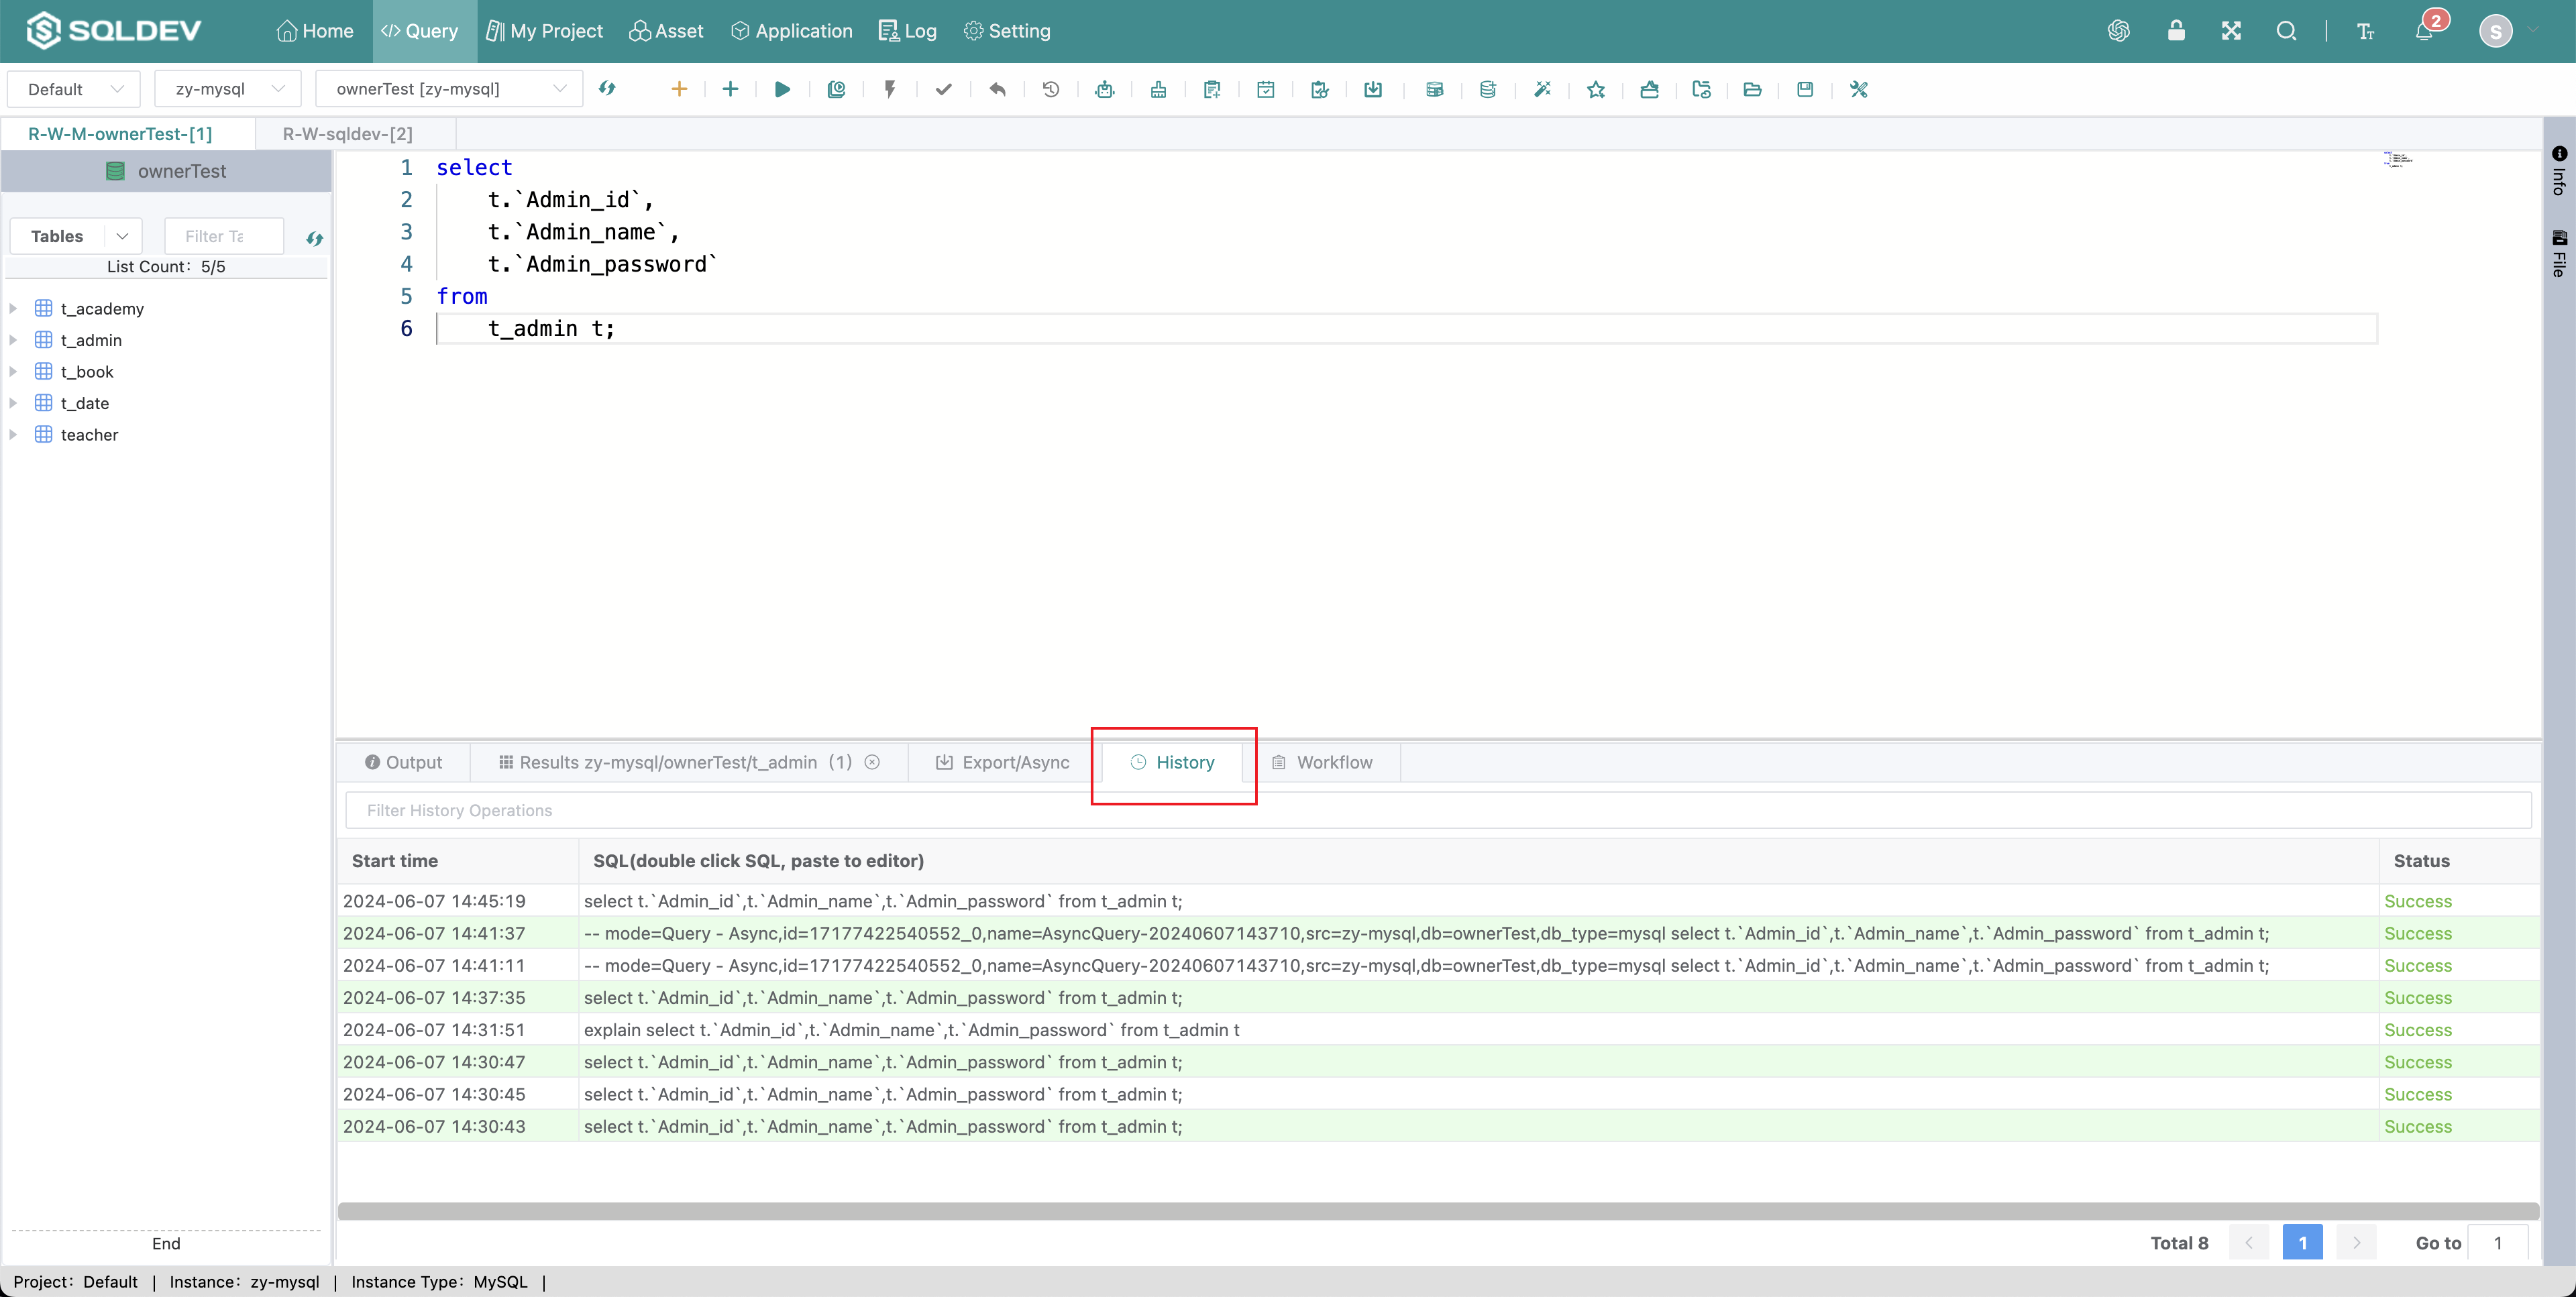 SQLDEV Home Query My Project Asset Application Log Setting 2 S
Default zy-mysql ownerTest [zy-mysql]
R-W-M-ownerTest-[1] R-W-sqldev-[2]
ownerTest
Tables Filter Ta
List Count: 5/5
t_academy
t_admin
t_book
t_date
teacher
End
1 select
2 t.`Admin_id`,
3 t.`Admin_name`,
4 t.`Admin_password`
5 from
6 t_admin t;
Info
File
Output Results zy-mysql/ownerTest/t_admin (1) Export/Async History Workflow
Filter History Operations
Start time SQL(double click SQL, paste to editor) Status
2024-06-07 14:45:19 select t.`Admin_id`,t.`Admin_name`,t.`Admin_password` from t_admin t; Success
2024-06-07 14:41:37 -- mode=Query - Async,id=17177422540552_0,name=AsyncQuery-20240607143710,src=zy-mysql,db=ownerTest,db_type=mysql select t.`Admin_id`,t.`Admin_name`,t.`Admin_password` from t_admin t; Success
2024-06-07 14:41:11 -- mode=Query - Async,id=17177422540552_0,name=AsyncQuery-20240607143710,src=zy-mysql,db=ownerTest,db_type=mysql select t.`Admin_id`,t.`Admin_name`,t.`Admin_password` from t_admin t; Success
2024-06-07 14:37:35 select t.`Admin_id`,t.`Admin_name`,t.`Admin_password` from t_admin t; Success
2024-06-07 14:31:51 explain select t.`Admin_id`,t.`Admin_name`,t.`Admin_password` from t_admin t Success
2024-06-07 14:30:47 select t.`Admin_id`,t.`Admin_name`,t.`Admin_password` from t_admin t; Success
2024-06-07 14:30:45 select t.`Admin_id`,t.`Admin_name`,t.`Admin_password` from t_admin t; Success
2024-06-07 14:30:43 select t.`Admin_id`,t.`Admin_name`,t.`Admin_password` from t_admin t; Success
Total 8 1 Go to 1
Project: Default | Instance: zy-mysql | Instance Type: MySQL |